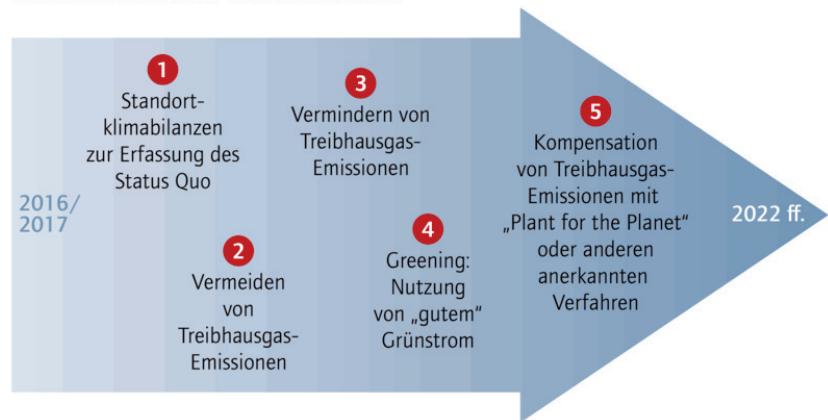 2016/
2017
1
Standort-
klimabilanzen
zur Erfassung des
Status Quo
2
Vermeiden
von
Treibhausgas-
Emissionen
3
Vermindern von
Treibhausgas-
Emissionen
4
Greening:
Nutzung
von „gutem“
Grünstrom
5
Kompensation
von Treibhausgas-
Emissionen mit
„Plant for the Planet“
oder anderen
anerkannten
Verfahren
2022 ff.